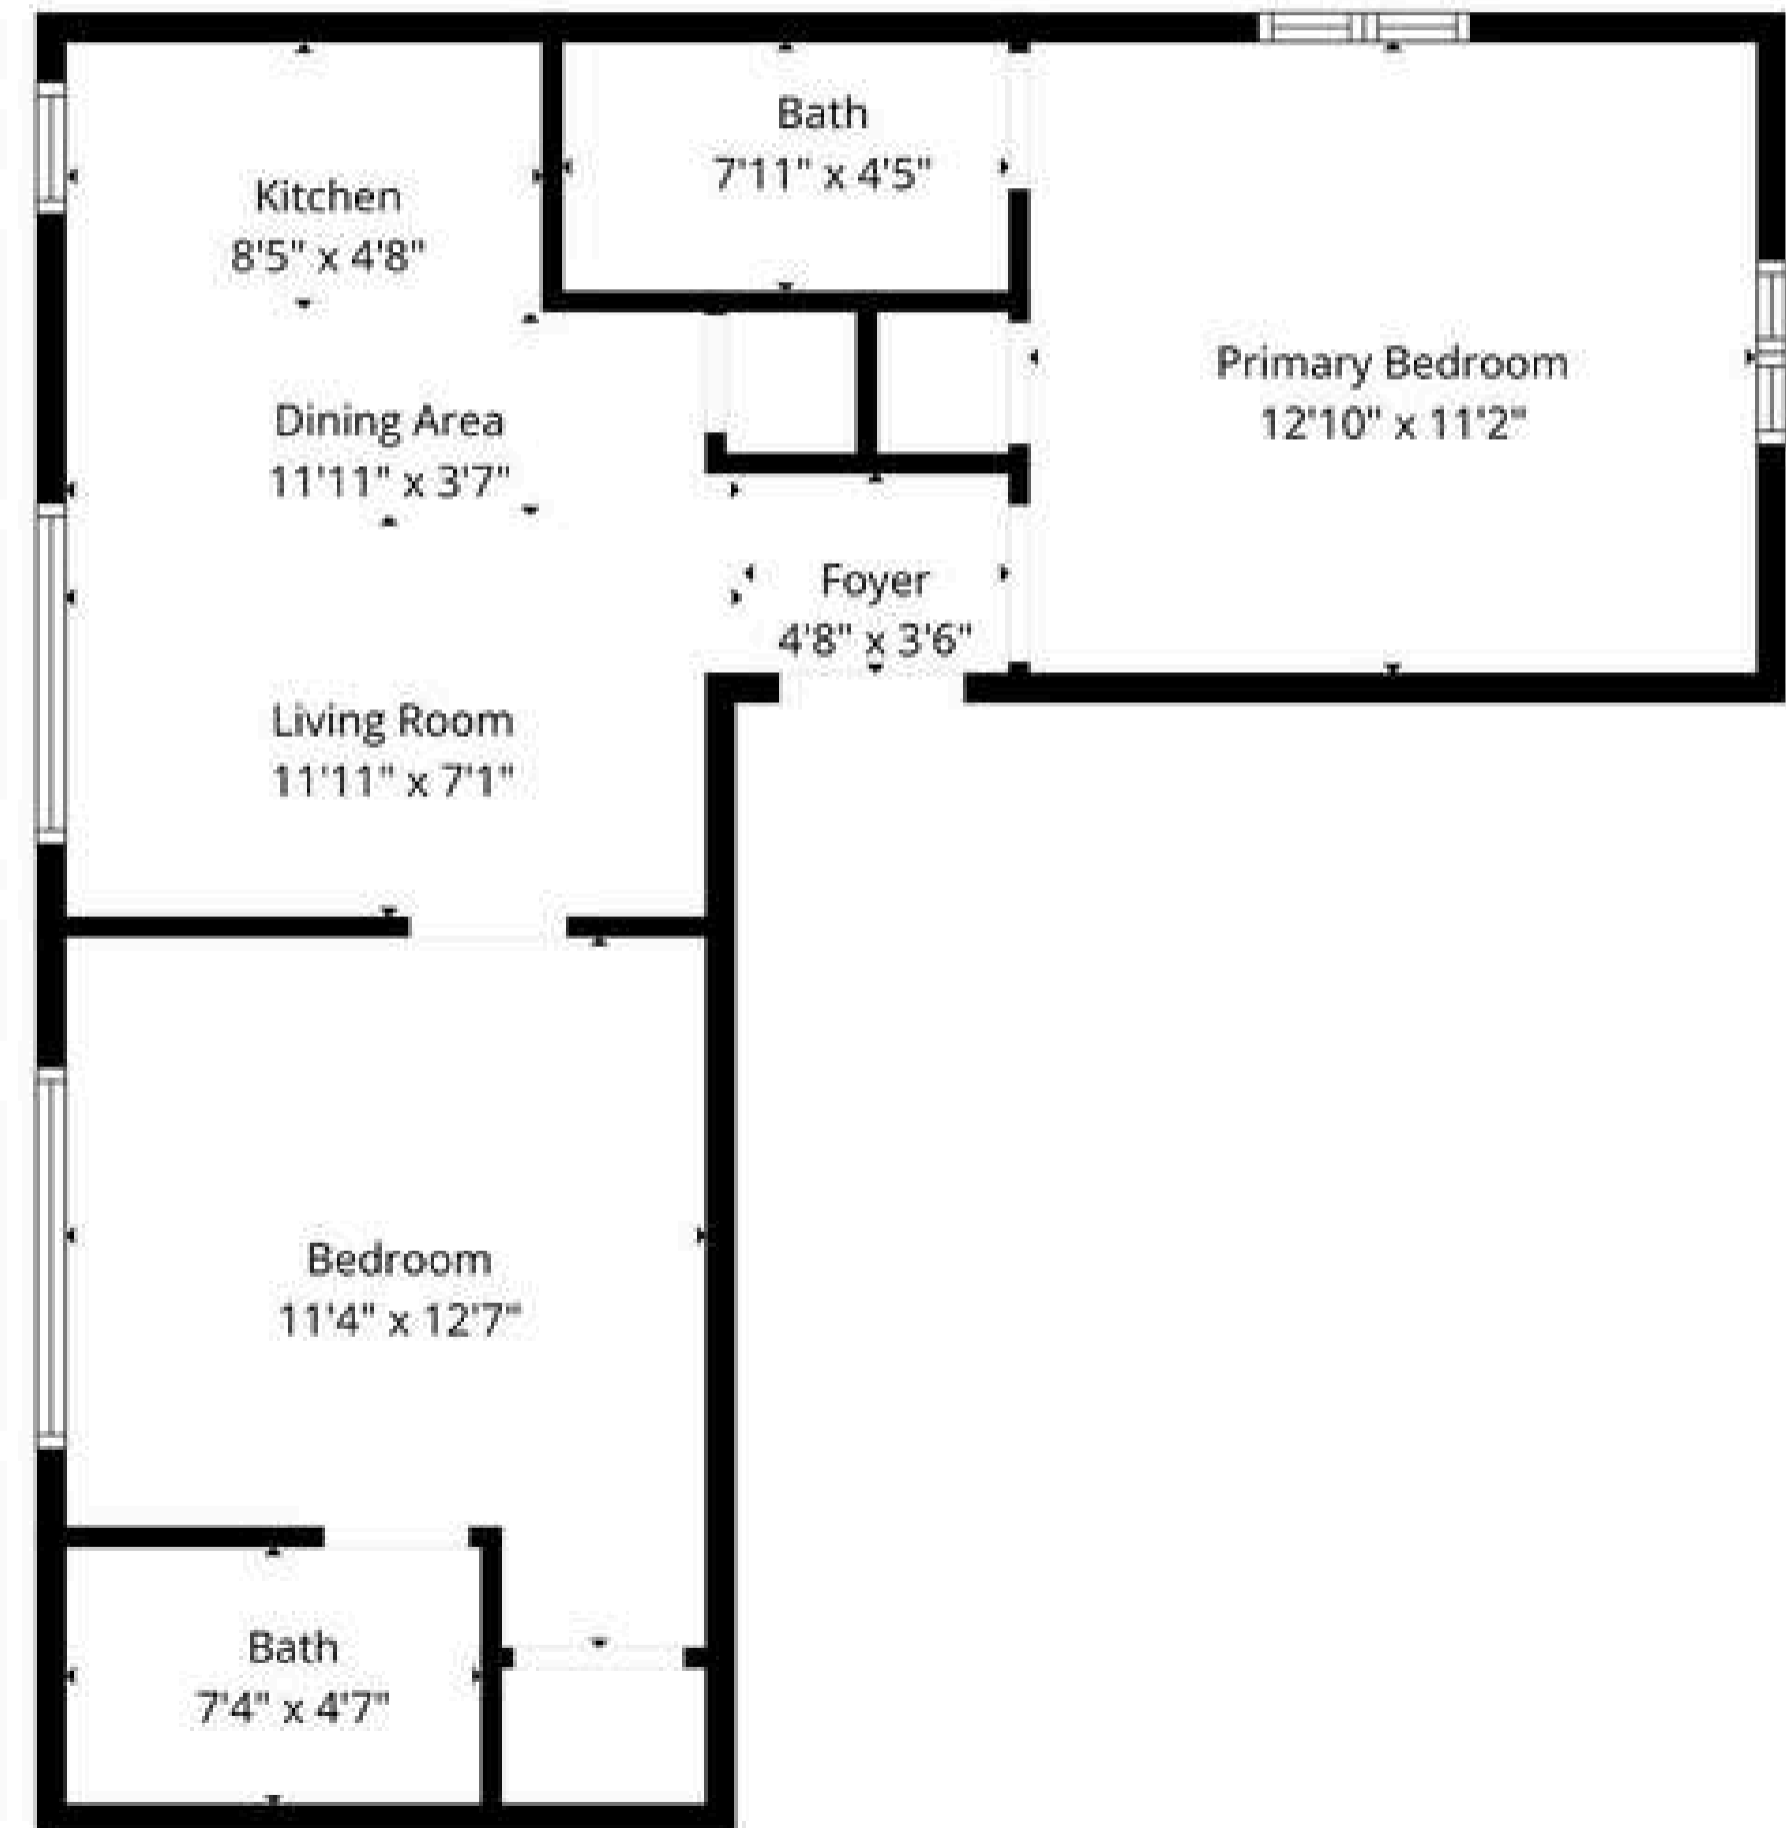 Bath
7'11" x 4'5"
Kitchen
8'5" x 4'8"
Primary Bedroom
12'10" x 11'2"
Dining Area
11'11" x 3'7"
Foyer
4'8" x 3'6"
Living Room
11'11" x 7'1"
Bedroom
11'4" x 12'7"
Bath
7'4" x 4'7"